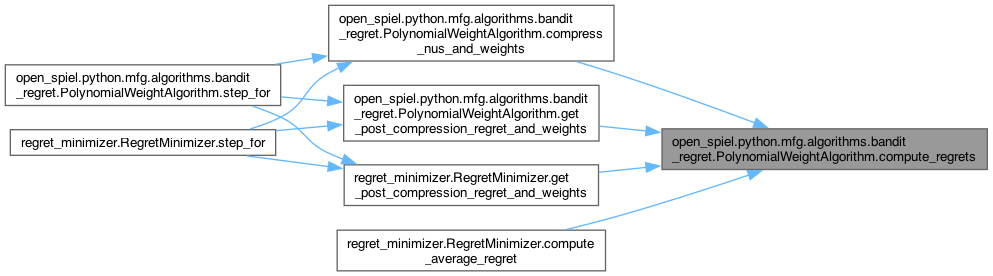 open_spiel.python.mfg.algorithms.bandit
_regret.PolynomialWeightAlgorithm.compress
_nus_and_weights
open_spiel.python.mfg.algorithms.bandit
_regret.PolynomialWeightAlgorithm.step_for
open_spiel.python.mfg.algorithms.bandit
_regret.PolynomialWeightAlgorithm.get
_post_compression_regret_and_weights
regret_minimizer.RegretMinimizer.step_for
open_spiel.python.mfg.algorithms.bandit
_regret.PolynomialWeightAlgorithm.compute_regrets
regret_minimizer.RegretMinimizer.get
_post_compression_regret_and_weights
regret_minimizer.RegretMinimizer.compute
_average_regret